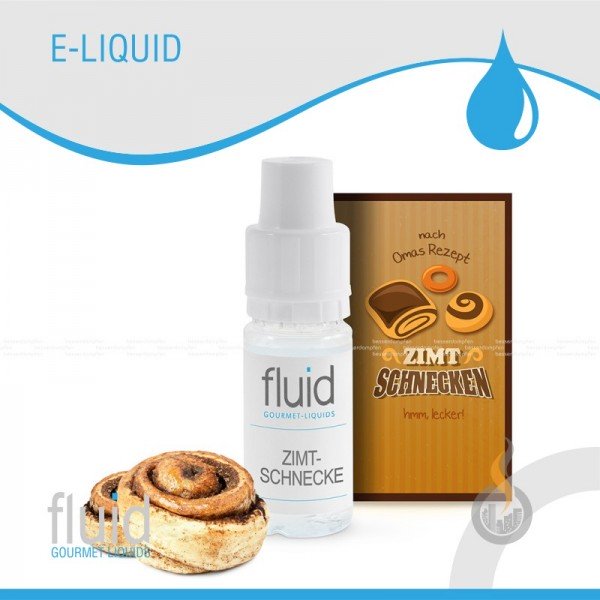 E-LIQUID
nach
Omas Rezept
ZIMT
SCHNECKEN
hmm, lecker!
fluid
GOURMET-LIQUIDS
ZIMT-
SCHNECKE
fluid
GOURMET LIQUIDS